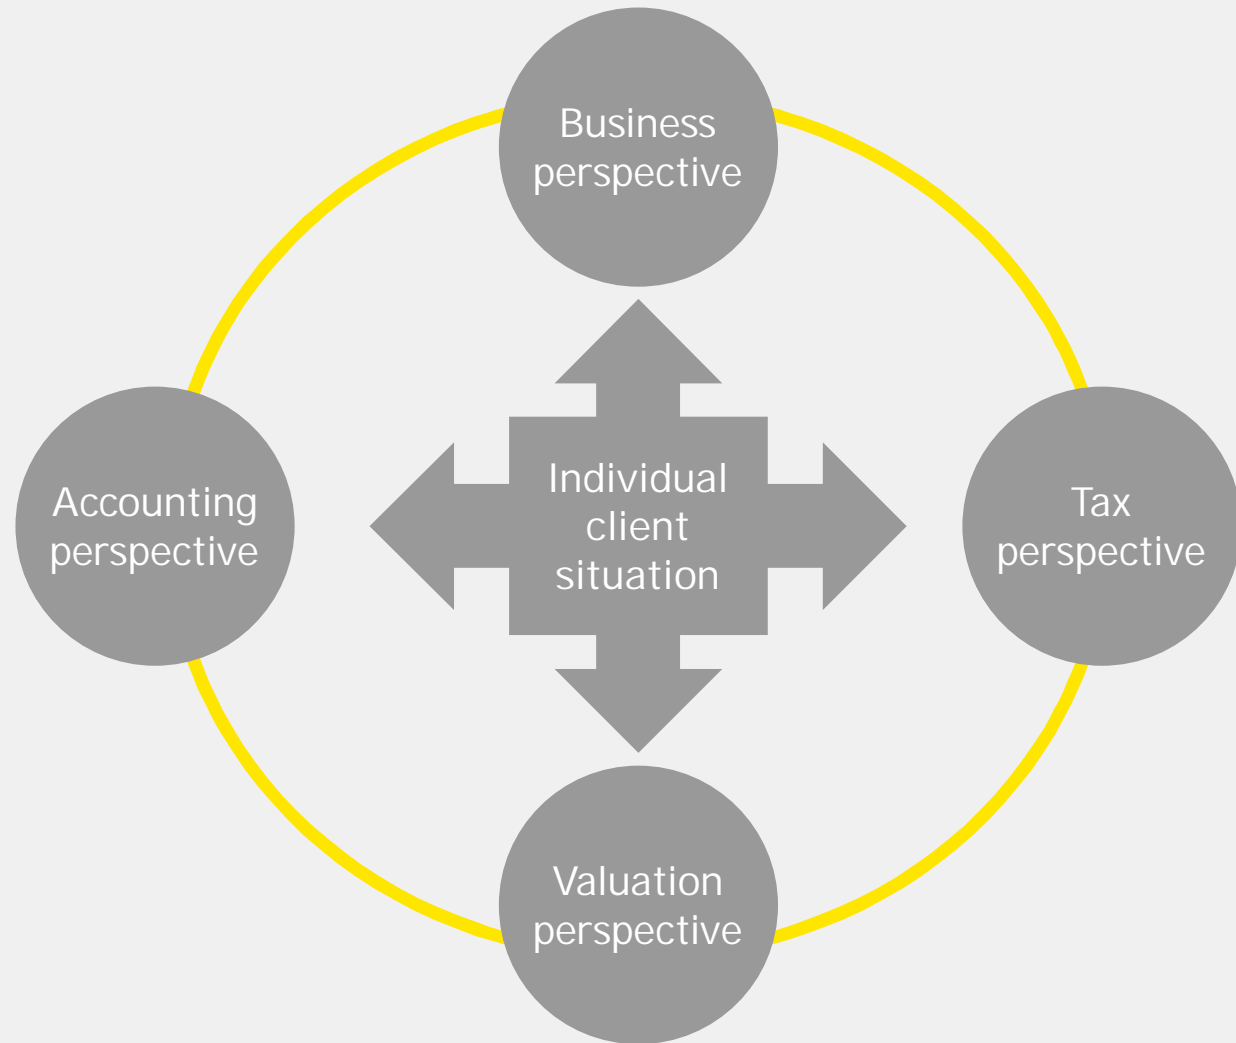 Business
perspective
Accounting
perspective
Individual
client
situation
Tax
perspective
Valuation
perspective